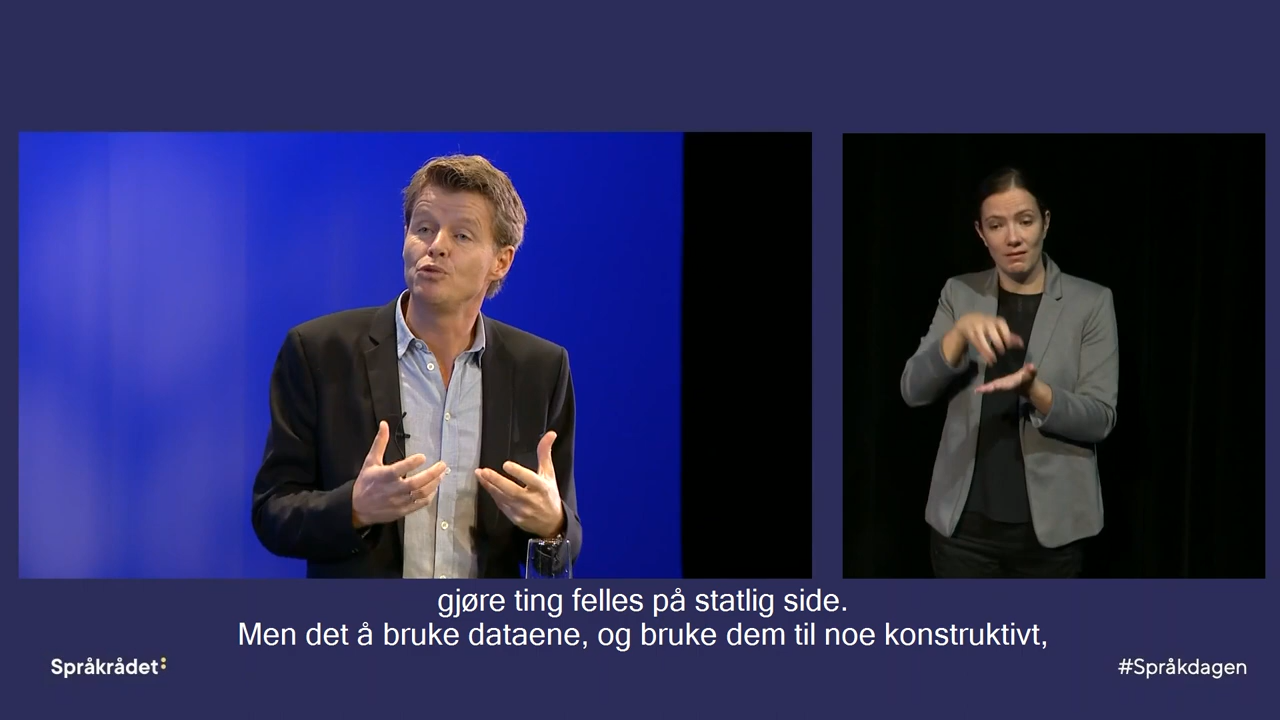 gjøre ting felles på statlig side.
Men det å bruke dataene, og bruke dem til noe konstruktivt,
Språkrådet:
#Språkdagen